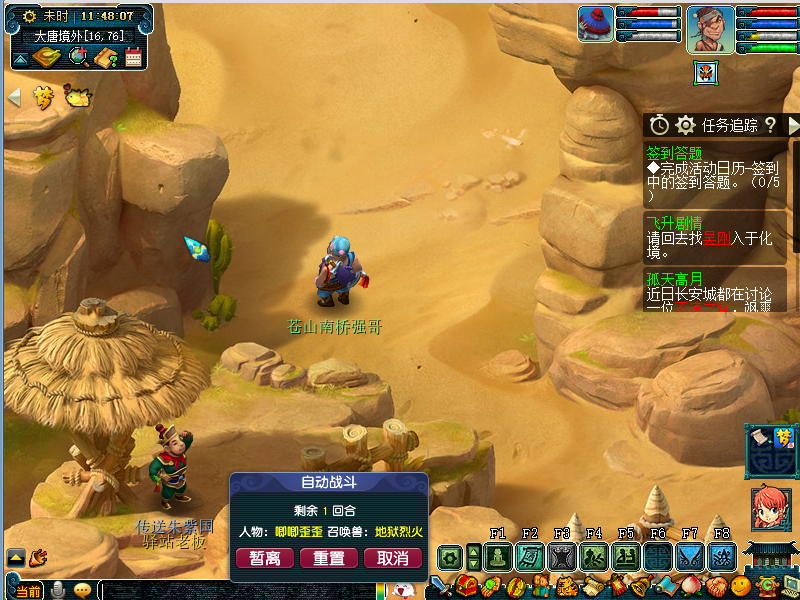 未时 11:48:07
大唐境外[16,76]
梦
任务追踪 ?
签到答题
◆完成活动日历-签到
中的签到答题。（0/5
）
飞升剧情
请回去找吴刚入于化
境。
孤天高月
近日长安城都在讨论
苍山南桥强哥
梦
传送朱紫国
驿站老板
自动战斗
剩余 1 回合
人物：唧唧歪歪 召唤兽：地狱烈火
暂离 重置 取消
F1 F2 F3 F4 F5 F6 F7 F8
当前